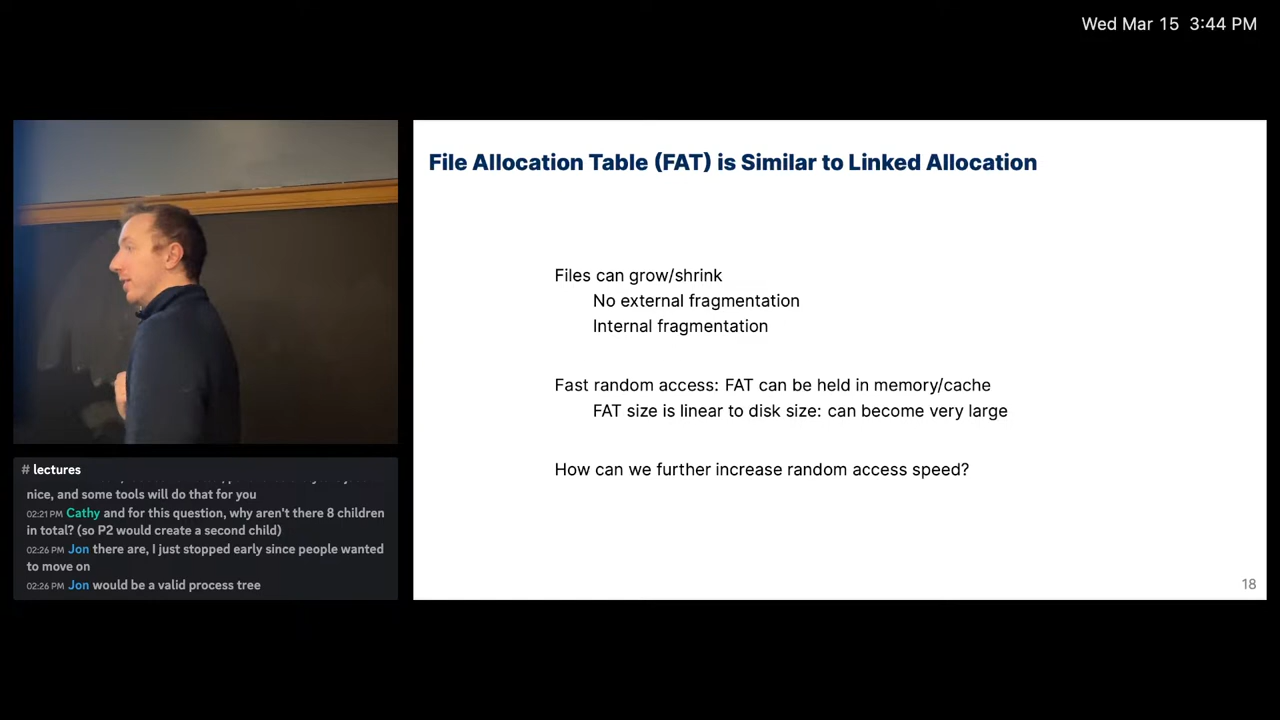 Wed Mar 15 3:44 PM
File Allocation Table (FAT) is Similar to Linked Allocation
Files can grow/shrink
No external fragmentation
Internal fragmentation
Fast random access: FAT can be held in memory/cache
FAT size is linear to disk size: can become very large
How can we further increase random access speed?
18
# lectures
nice, and some tools will do that for you
02:21 PM Cathy and for this question, why aren't there 8 children
in total? (so P2 would create a second child)
02:26 PM Jon there are, I just stopped early since people wanted
to move on
02:26 PM Jon would be a valid process tree